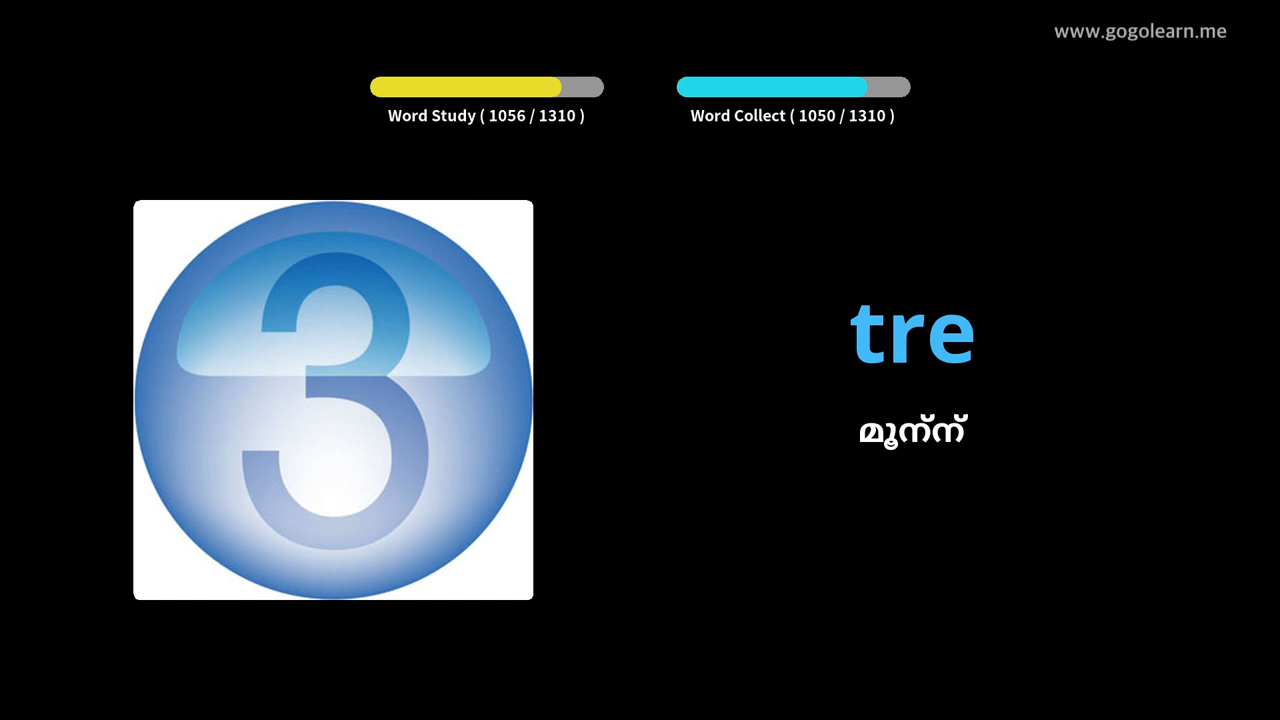 www.gogolearn.me
Word Study ( 1056 / 1310 )
Word Collect ( 1050 / 1310 )
3
tre
മൂന്ന്